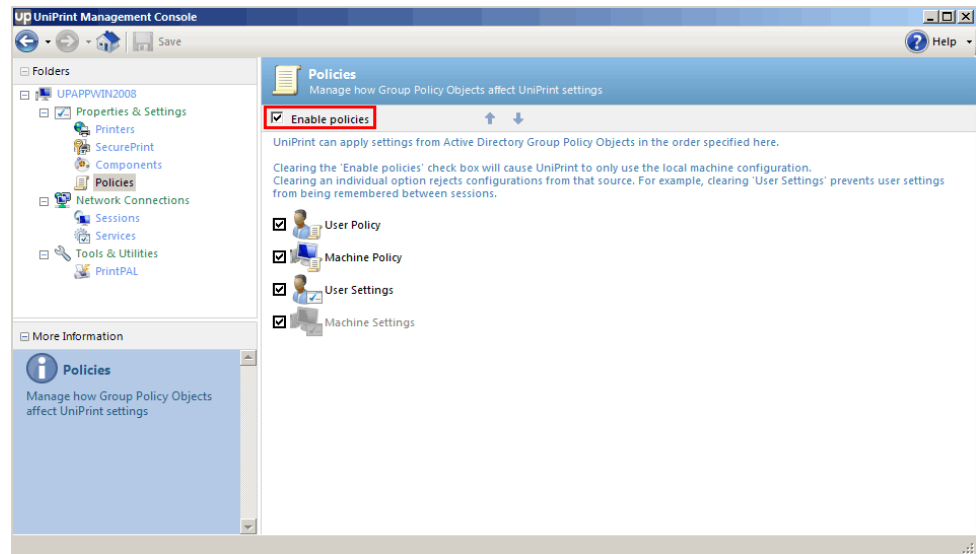 up UniPrint Management Console
Save
Help
Folders
UPAPPWIN2008
Properties & Settings
Printers
SecurePrint
Components
Policies
Network Connections
Sessions
Services
Tools & Utilities
PrintPAL
More Information
Policies
Manage how Group Policy Objects
affect UniPrint settings
Policies
Manage how Group Policy Objects affect UniPrint settings
Enable policies
UniPrint can apply settings from Active Directory Group Policy Objects in the order specified here.
Clearing the 'Enable policies' check box will cause UniPrint to only use the local machine configuration.
Clearing an individual option rejects configurations from that source. For example, clearing 'User Settings' prevents user settings
from being remembered between sessions.
User Policy
Machine Policy
User Settings
Machine Settings